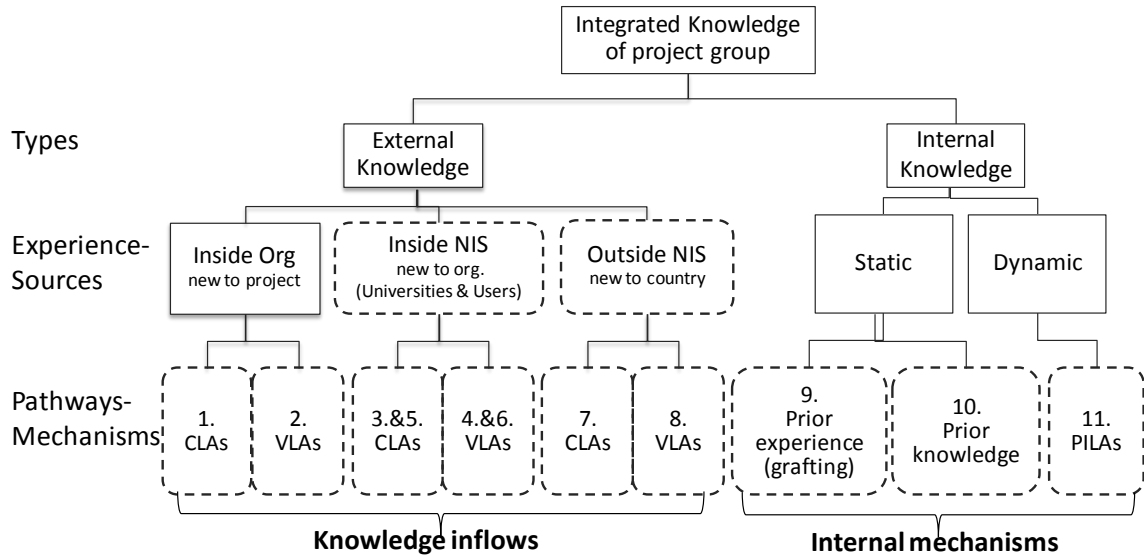 Integrated Knowledge
of project group
Types
External
Knowledge
Internal
Knowledge
Experience-
Sources
Inside Org
new to project
Inside NIS
new to org.
(Universities & Users)
Outside NIS
new to country
Static
Dynamic
Pathways-
Mechanisms
1.
CLAs
2.
VLAs
3.&5.
CLAs
4.&6.
VLAs
7.
CLAs
8.
VLAs
9.
Prior
experience
(grafting)
10.
Prior
knowledge
11.
PILAs
Knowledge inflows
Internal mechanisms